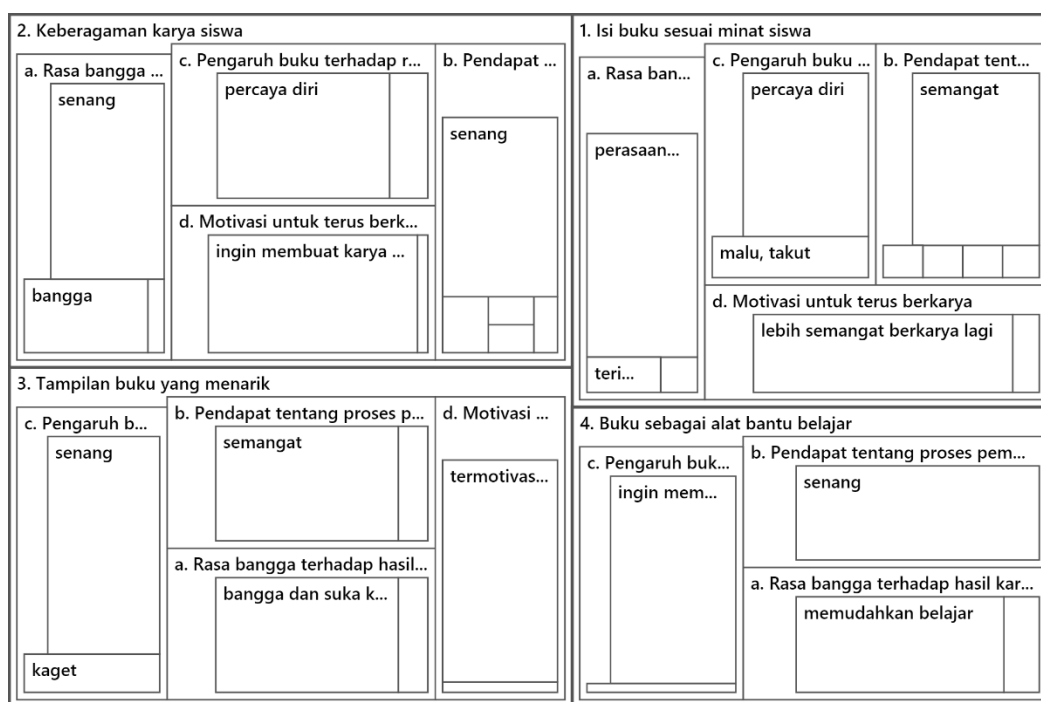 2. Keberagaman karya siswa
a. Rasa bangga ...
senang
bangga
c. Pengaruh buku terhadap r...
percaya diri
d. Motivasi untuk terus berk...
ingin membuat karya ...
b. Pendapat ...
senang
1. Isi buku sesuai minat siswa
a. Rasa ban...
perasaan...
teri...
c. Pengaruh buku ...
percaya diri
malu, takut
b. Pendapat tent...
semangat
d. Motivasi untuk terus berkarya
lebih semangat berkarya lagi
3. Tampilan buku yang menarik
c. Pengaruh b...
senang
kaget
b. Pendapat tentang proses p...
semangat
a. Rasa bangga terhadap hasil...
bangga dan suka k...
d. Motivasi ...
termotivas...
4. Buku sebagai alat bantu belajar
c. Pengaruh buk...
ingin mem...
b. Pendapat tentang proses pem...
senang
a. Rasa bangga terhadap hasil kar...
memudahkan belajar